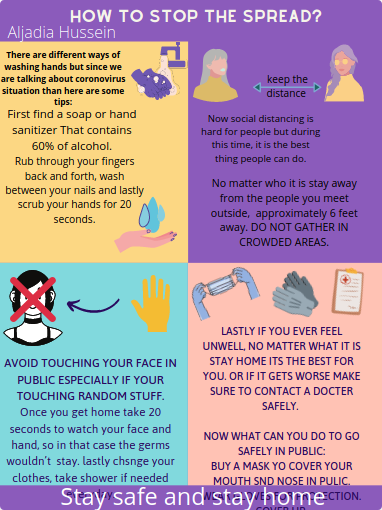 HOW TO STOP THE SPREAD?
Aljadia Hussein
There are different ways of
washing hands but since we
are talking about coronovirus
situation than here are some
tips:
First find a soap or hand
sanitizer That contains
60% of alcohol.
Rub through your fingers
back and forth, wash
between your nails and lastly
scrub your hands for 20
seconds.
keep the
distance
Now social distancing is
hard for people but during
this time, it is the best
thing people can do.
No matter who it is stay away
from the people you meet
outside, approximately 6 feet
away. DO NOT GATHER IN
CROWDED AREAS.
AVOID TOUCHING YOUR FACE IN
PUBLIC ESPECIALLY IF YOUR
TOUCHING RANDOM STUFF.
Once you get home take 20
seconds to watch your face and
hand, so in that case the germs
wouldn't stay. lastly chsnge your
clothes, take shower if needed
LASTLY IF YOU EVER FEEL
UNWELL, NO MATTER WHAT IT IS
STAY HOME ITS THE BEST FOR
YOU. OR IF IT GETS WORSE MAKE
SURE TO CONTACT A DOCTER
SAFELY.
NOW WHAT CAN YOU DO TO GO
SAFELY IN PUBLIC:
BUY A MASK YO COVER YOUR
MOUTH SND NOSE IN PULIC.
Stay safe and stay home